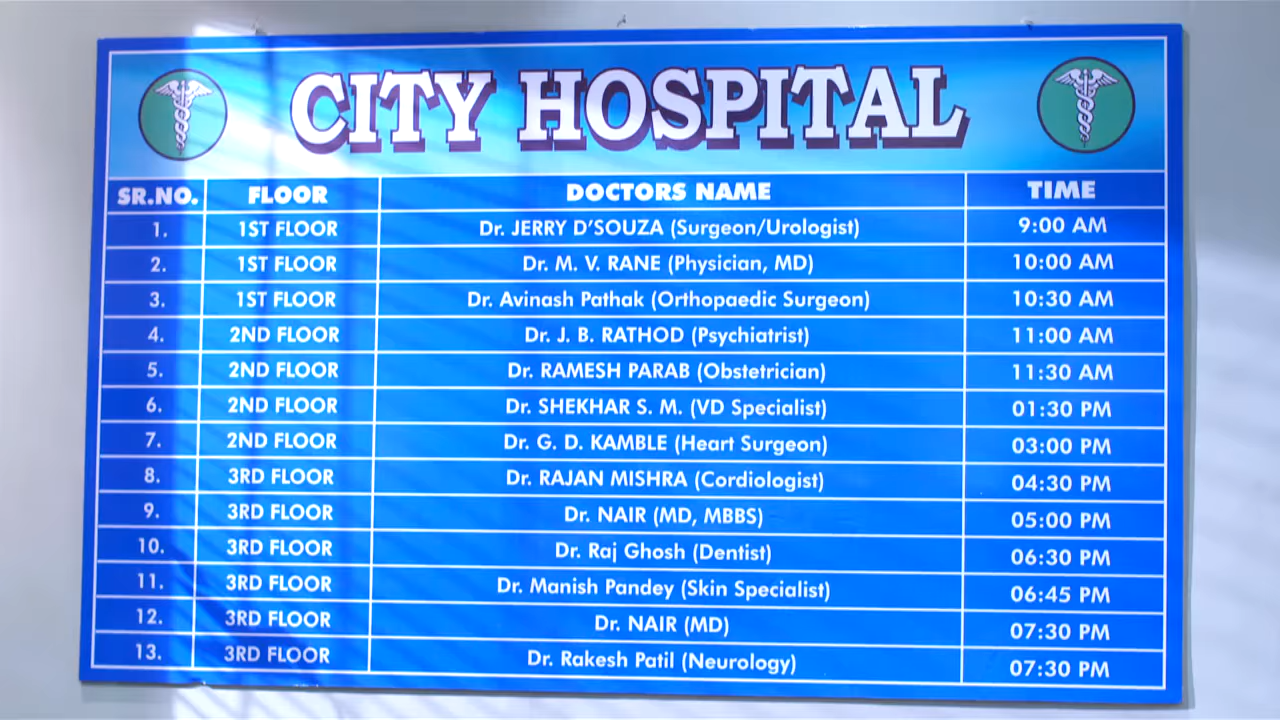 CITY HOSPITAL
SR.NO. FLOOR DOCTORS NAME TIME
1. 1ST FLOOR Dr. JERRY D'SOUZA (Surgeon/Urologist) 9:00 AM
2. 1ST FLOOR Dr. M. V. RANE (Physician, MD) 10:00 AM
3. 1ST FLOOR Dr. Avinash Pathak (Orthopaedic Surgeon) 10:30 AM
4. 2ND FLOOR Dr. J. B. RATHOD (Psychiatrist) 11:00 AM
5. 2ND FLOOR Dr. RAMESH PARAB (Obstetrician) 11:30 AM
6. 2ND FLOOR Dr. SHEKHAR S. M. (VD Specialist) 01:30 PM
7. 2ND FLOOR Dr. G. D. KAMBLE (Heart Surgeon) 03:00 PM
8. 3RD FLOOR Dr. RAJAN MISHRA (Cordiologist) 04:30 PM
9. 3RD FLOOR Dr. NAIR (MD, MBBS) 05:00 PM
10. 3RD FLOOR Dr. Raj Ghosh (Dentist) 06:30 PM
11. 3RD FLOOR Dr. Manish Pandey (Skin Specialist) 06:45 PM
12. 3RD FLOOR Dr. NAIR (MD) 07:30 PM
13. 3RD FLOOR Dr. Rakesh Patil (Neurology) 07:30 PM